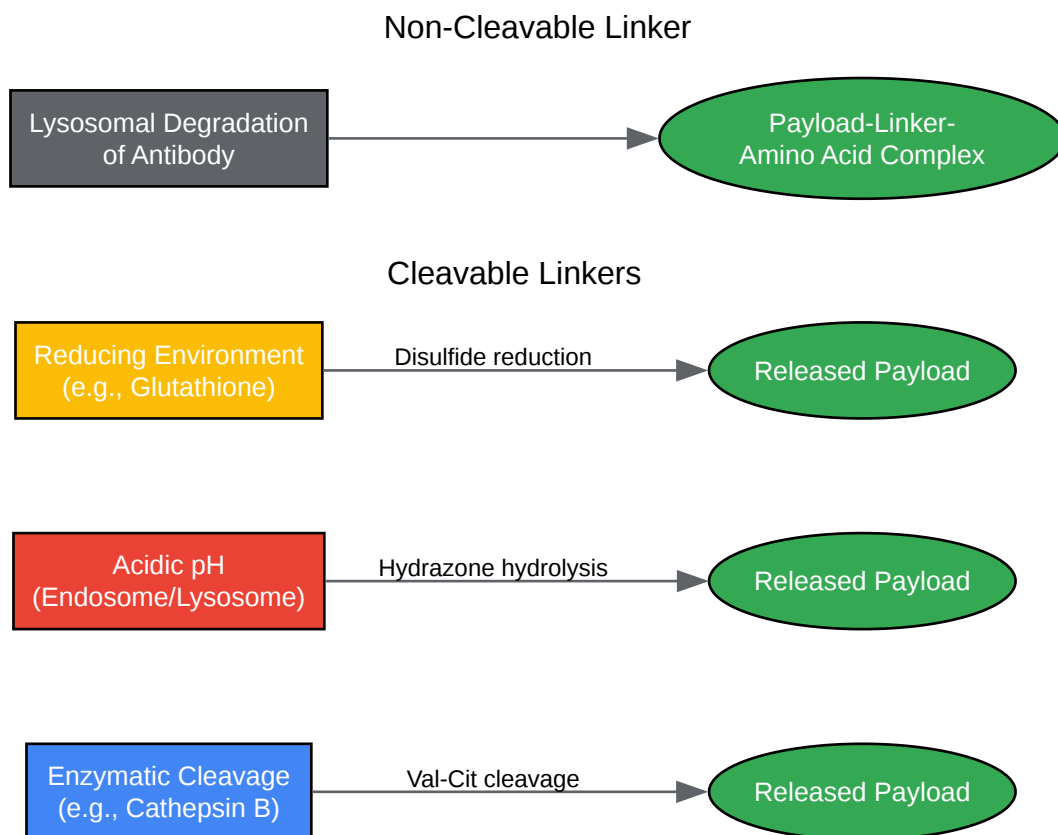 Non-Cleavable Linker
Lysosomal Degradation
of Antibody
Payload-Linker-
Amino Acid Complex
Cleavable Linkers
Reducing Environment
(e.g., Glutathione)
Disulfide reduction
Released Payload
Acidic pH
(Endosome/Lysosome)
Hydrazone hydrolysis
Released Payload
Enzymatic Cleavage
(e.g., Cathepsin B)
Val-Cit cleavage
Released Payload